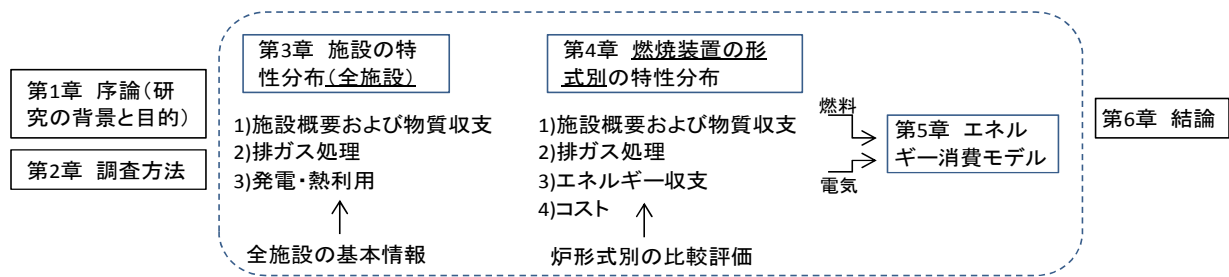 第1章 序論(研
究の背景と目的)
第2章 調査方法
第3章 施設の特
性分布(全施設)
1)施設概要および物質収支
2)排ガス処理
3)発電・熱利用
全施設の基本情報
第4章 燃焼装置の形
式別の特性分布
1)施設概要および物質収支
2)排ガス処理
3)エネルギー収支
4)コスト
炉形式別の比較評価
燃料
電気
第5章 エネル
ギー消費モデル
第6章 結論